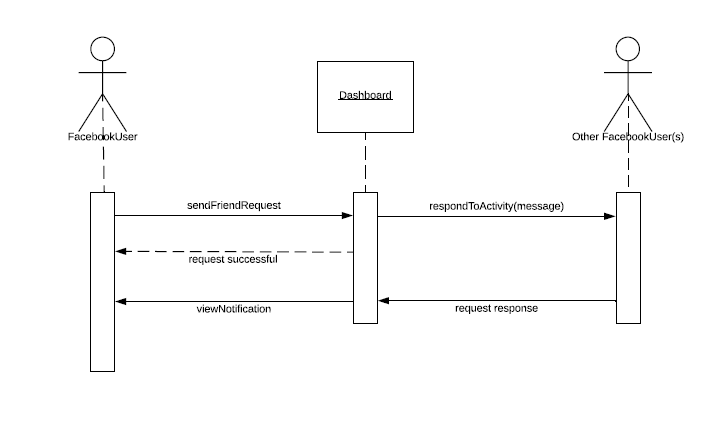 Dashboard
FacebookUser
Other FacebookUser(s)
sendFriendRequest
respondToActivity(message)
request successful
viewNotification
request response